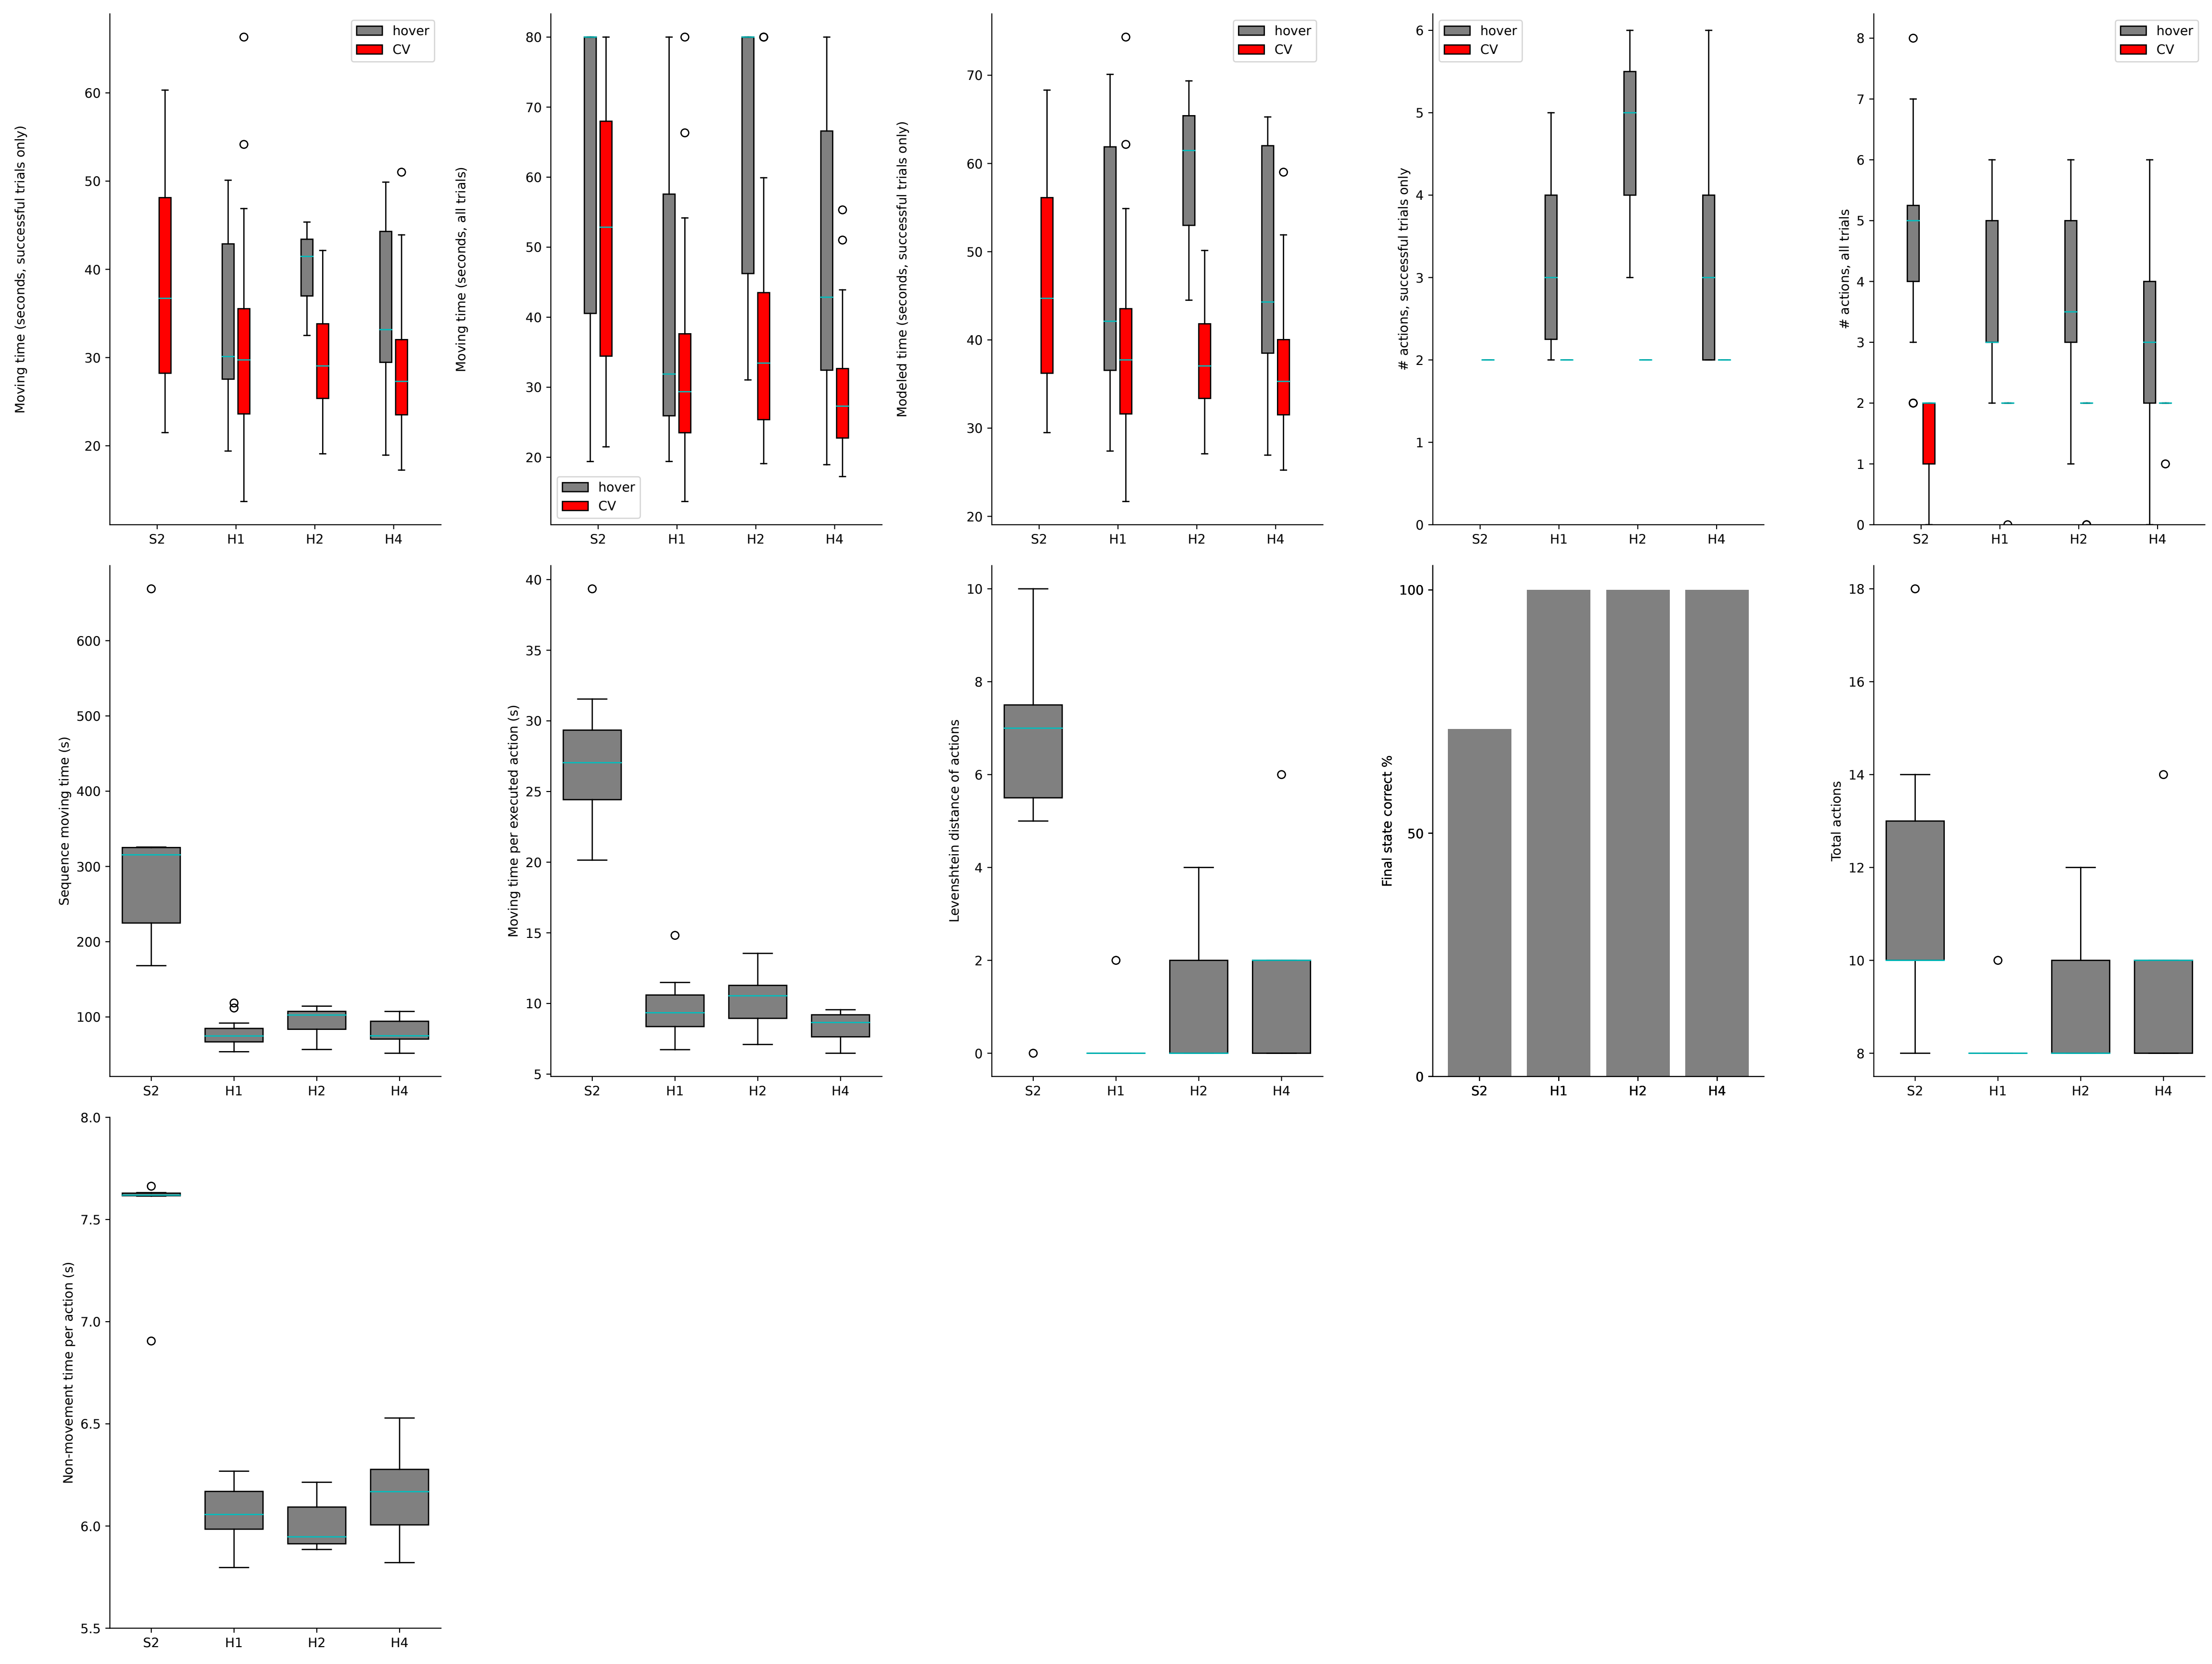 Moving time (seconds, successful trials only)
60
50
40
30
20
S2 H1 H2 H4
hover
CV
Moving time (seconds, all trials)
80
70
60
50
40
30
20
S2 H1 H2 H4
hover
CV
Modeled time (seconds, successful trials only)
70
60
50
40
30
20
S2 H1 H2 H4
hover
CV
# actions, successful trials only
6
5
4
3
2
1
0
S2 H1 H2 H4
hover
CV
# actions, all trials
8
7
6
5
4
3
2
1
0
S2 H1 H2 H4
hover
CV
Sequence moving time (s)
600
500
400
300
200
100
S2 H1 H2 H4
Moving time per executed action (s)
40
35
30
25
20
15
10
5
S2 H1 H2 H4
Levenshtein distance of actions
10
8
6
4
2
0
S2 H1 H2 H4
Final state correct %
100
50
0
S2 H1 H2 H4
Total actions
18
16
14
12
10
8
S2 H1 H2 H4
Non-movement time per action (s)
8.0
7.5
7.0
6.5
6.0
5.5
S2 H1 H2 H4